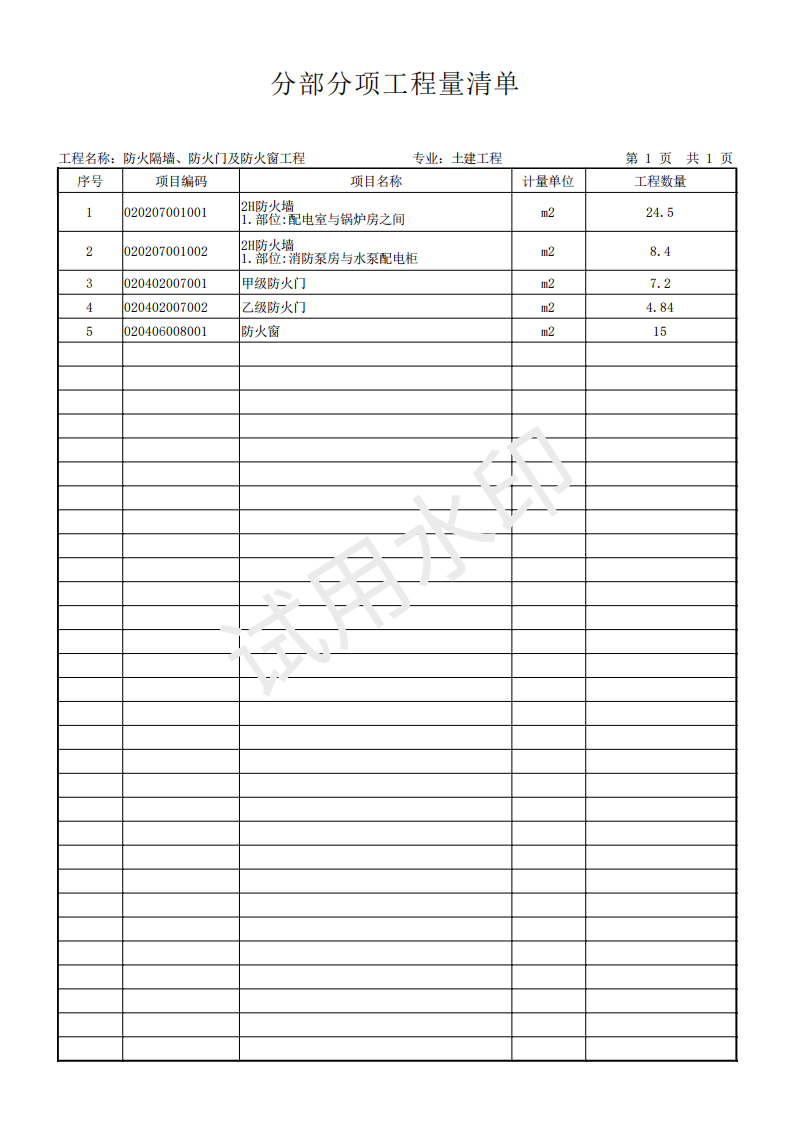 分部分项工程量清单
工程名称：防火隔墙、防火门及防火窗工程 专业：土建工程 第 1 页 共 1 页
序号 项目编码 项目名称 计量单位 工程数量
1 020207001001 2H防火墙 m2 24.5
1.部位:配电室与锅炉房之间
2 020207001002 2H防火墙 m2 8.4
1.部位:消防泵房与水泵配电柜
3 020402007001 甲级防火门 m2 7.2
4 020402007002 乙级防火门 m2 4.84
5 020406008001 防火窗 m2 15
试用水印